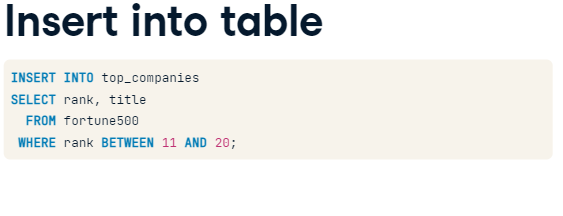 Insert into table
INSERT INTO top_companies
SELECT rank, title
FROM fortune500
WHERE rank BETWEEN 11 AND 20;